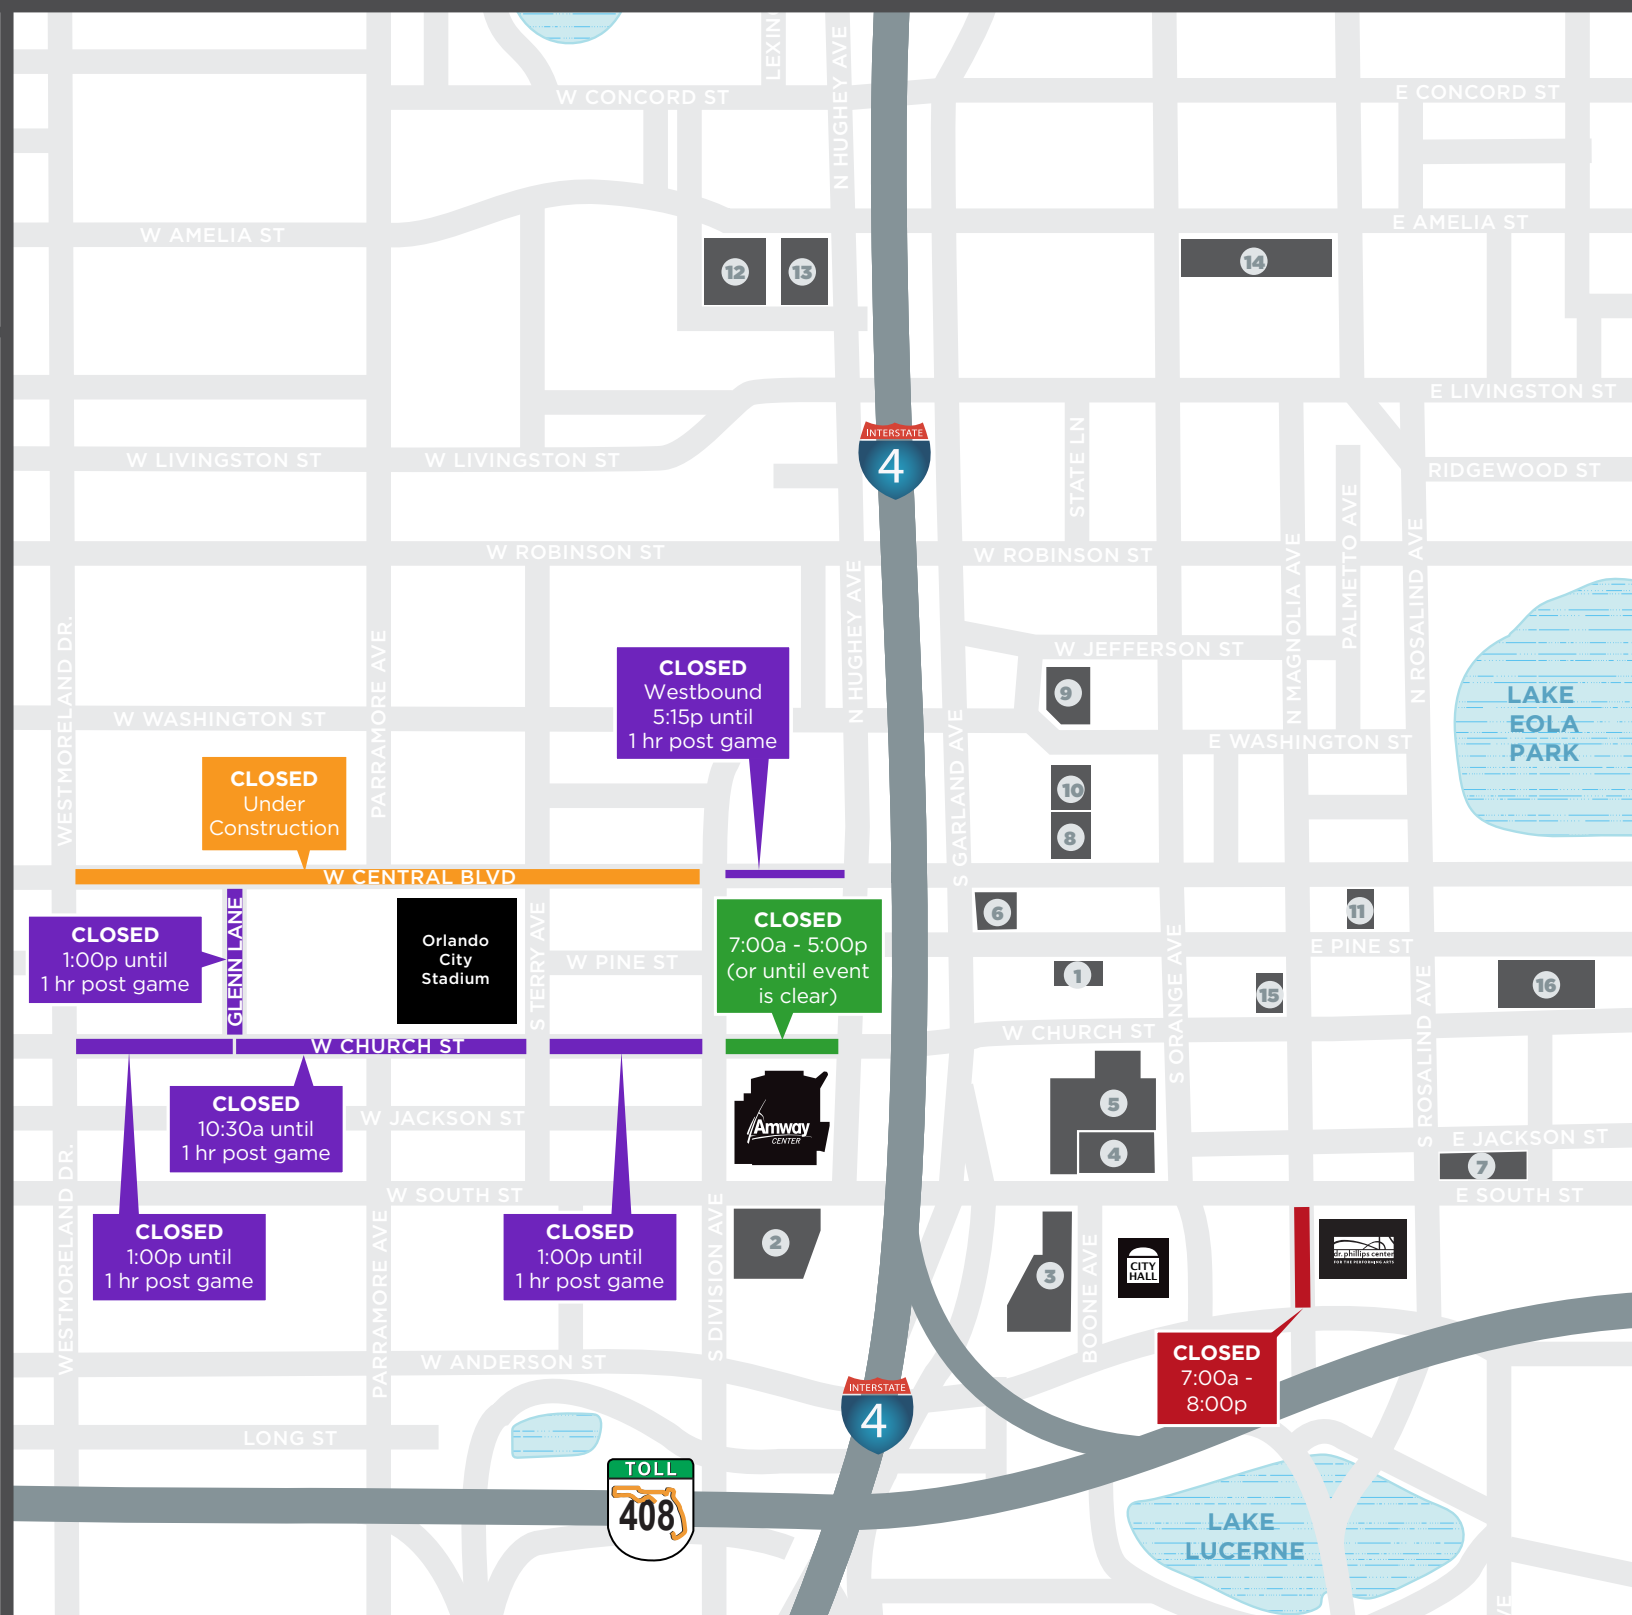 LEXIN
N HUGHEY AVE
W CONCORD ST
E CONCORD ST
W AMELIA ST
E AMELIA ST
12
13
14
E LIVINGSTON ST
INTERSTATE
4
STATE LN
W LIVINGSTON ST
W LIVINGSTON ST
RIDGEWOOD ST
PALMETTO AVE
W ROBINSON ST
W ROBINSON ST
N HUGHEY AVE
N MAGNOLIA AVE
N ROSALIND AVE
WESTMORELAND DR.
PARRAMORE AVE
CLOSED
Westbound
5:15p until
1 hr post game
W JEFFERSON ST
9
LAKE
EOLA
PARK
W WASHINGTON ST
E WASHINGTON ST
S GARLAND AVE
CLOSED
Under
Construction
10
8
W CENTRAL BLVD
GLENN LANE
CLOSED
1:00p until
1 hr post game
Orlando
City
Stadium
S TERRY AVE
W PINE ST
CLOSED
7:00a - 5:00p
(or until event
is clear)
6
11
E PINE ST
1
15
16
S ORANGE AVE
S ROSALIND AVE
W CHURCH ST
W CHURCH ST
CLOSED
10:30a until
1 hr post game
W JACKSON ST
Amway
CENTER
5
4
E JACKSON ST
7
W SOUTH ST
E SOUTH ST
WESTMORELAND DR.
CLOSED
1:00p until
1 hr post game
PARRAMORE AVE
CLOSED
1:00p until
1 hr post game
S DIVISION AVE
2
3
BOONE AVE
CITY
HALL
dr. phillips center
FOR THE PERFORMING ARTS
CLOSED
7:00a -
8:00p
W ANDERSON ST
INTERSTATE
4
LONG ST
TOLL
408
LAKE
LUCERNE
VE